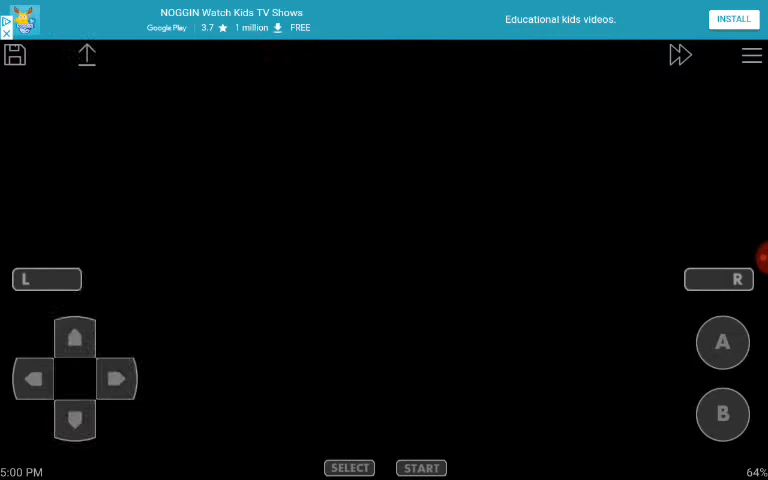 NOGGIN Watch Kids TV Shows
Google Play 3.7 1 million FREE
Educational kids videos.
INSTALL
L
R
A
B
SELECT
START
5:00 PM
64%